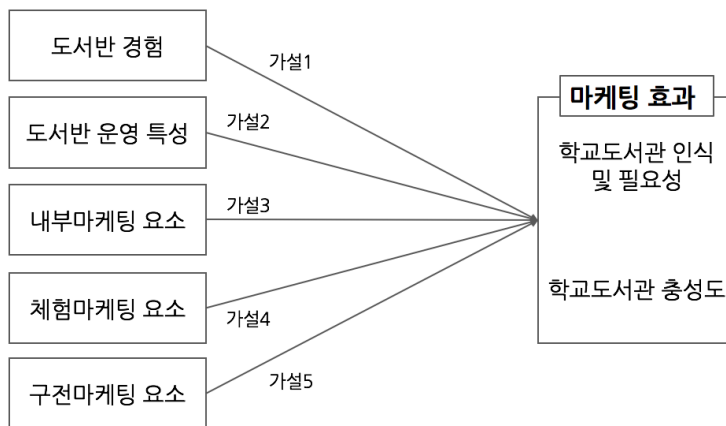 도서반 경험
가설1
마케팅 효과
도서반 운영 특성
가설2
학교도서관 인식
및 필요성
내부마케팅 요소
가설3
체험마케팅 요소
가설4
학교도서관 충성도
구전마케팅 요소
가설5